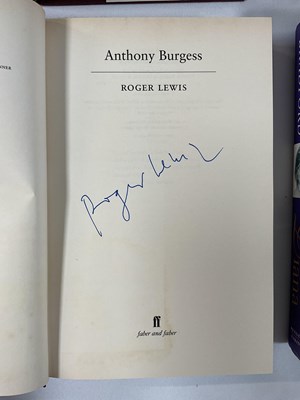 Anthony Burgess
ROGER LEWIS
Roger Lewis
ff
faber and faber